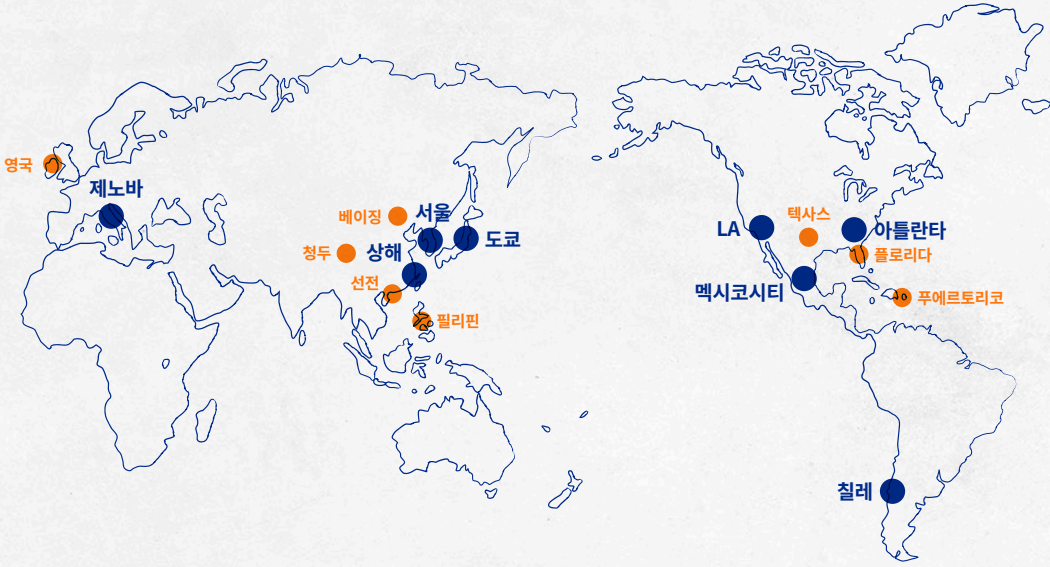 영국
제노바
베이징
서울
청두
상해
도쿄
선전
필리핀
텍사스
LA
아틀란타
플로리다
멕시코시티
푸에르토리코
칠레